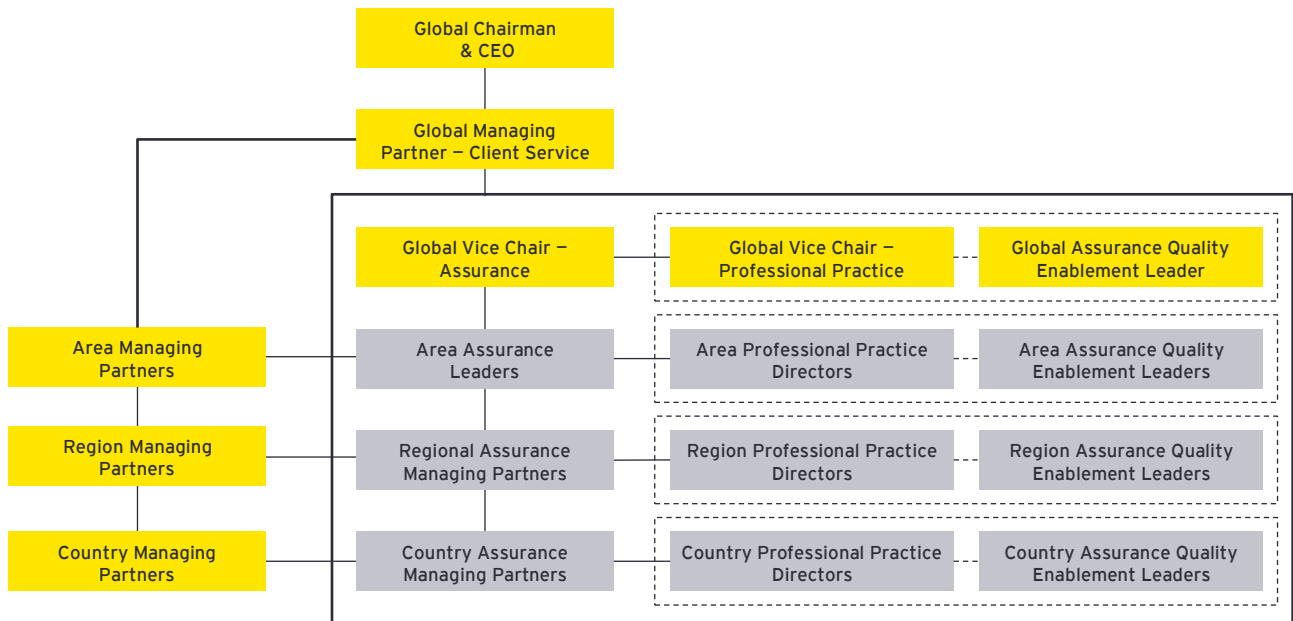 Global Chairman
& CEO
Global Managing
Partner – Client Service
Global Vice Chair –
Assurance
Global Vice Chair –
Professional Practice
Global Assurance Quality
Enablement Leader
Area Managing
Partners
Area Assurance
Leaders
Area Professional Practice
Directors
Area Assurance Quality
Enablement Leaders
Region Managing
Partners
Regional Assurance
Managing Partners
Region Professional Practice
Directors
Region Assurance Quality
Enablement Leaders
Country Managing
Partners
Country Assurance
Managing Partners
Country Professional Practice
Directors
Country Assurance Quality
Enablement Leaders